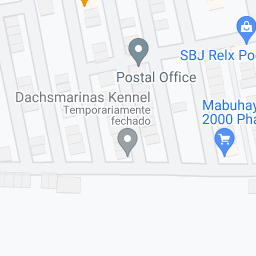 SBJ Relx Po
Postal Office
Dachsmarinas Kennel
Temporariamente
fechado
Mabuhay
2000 Pha